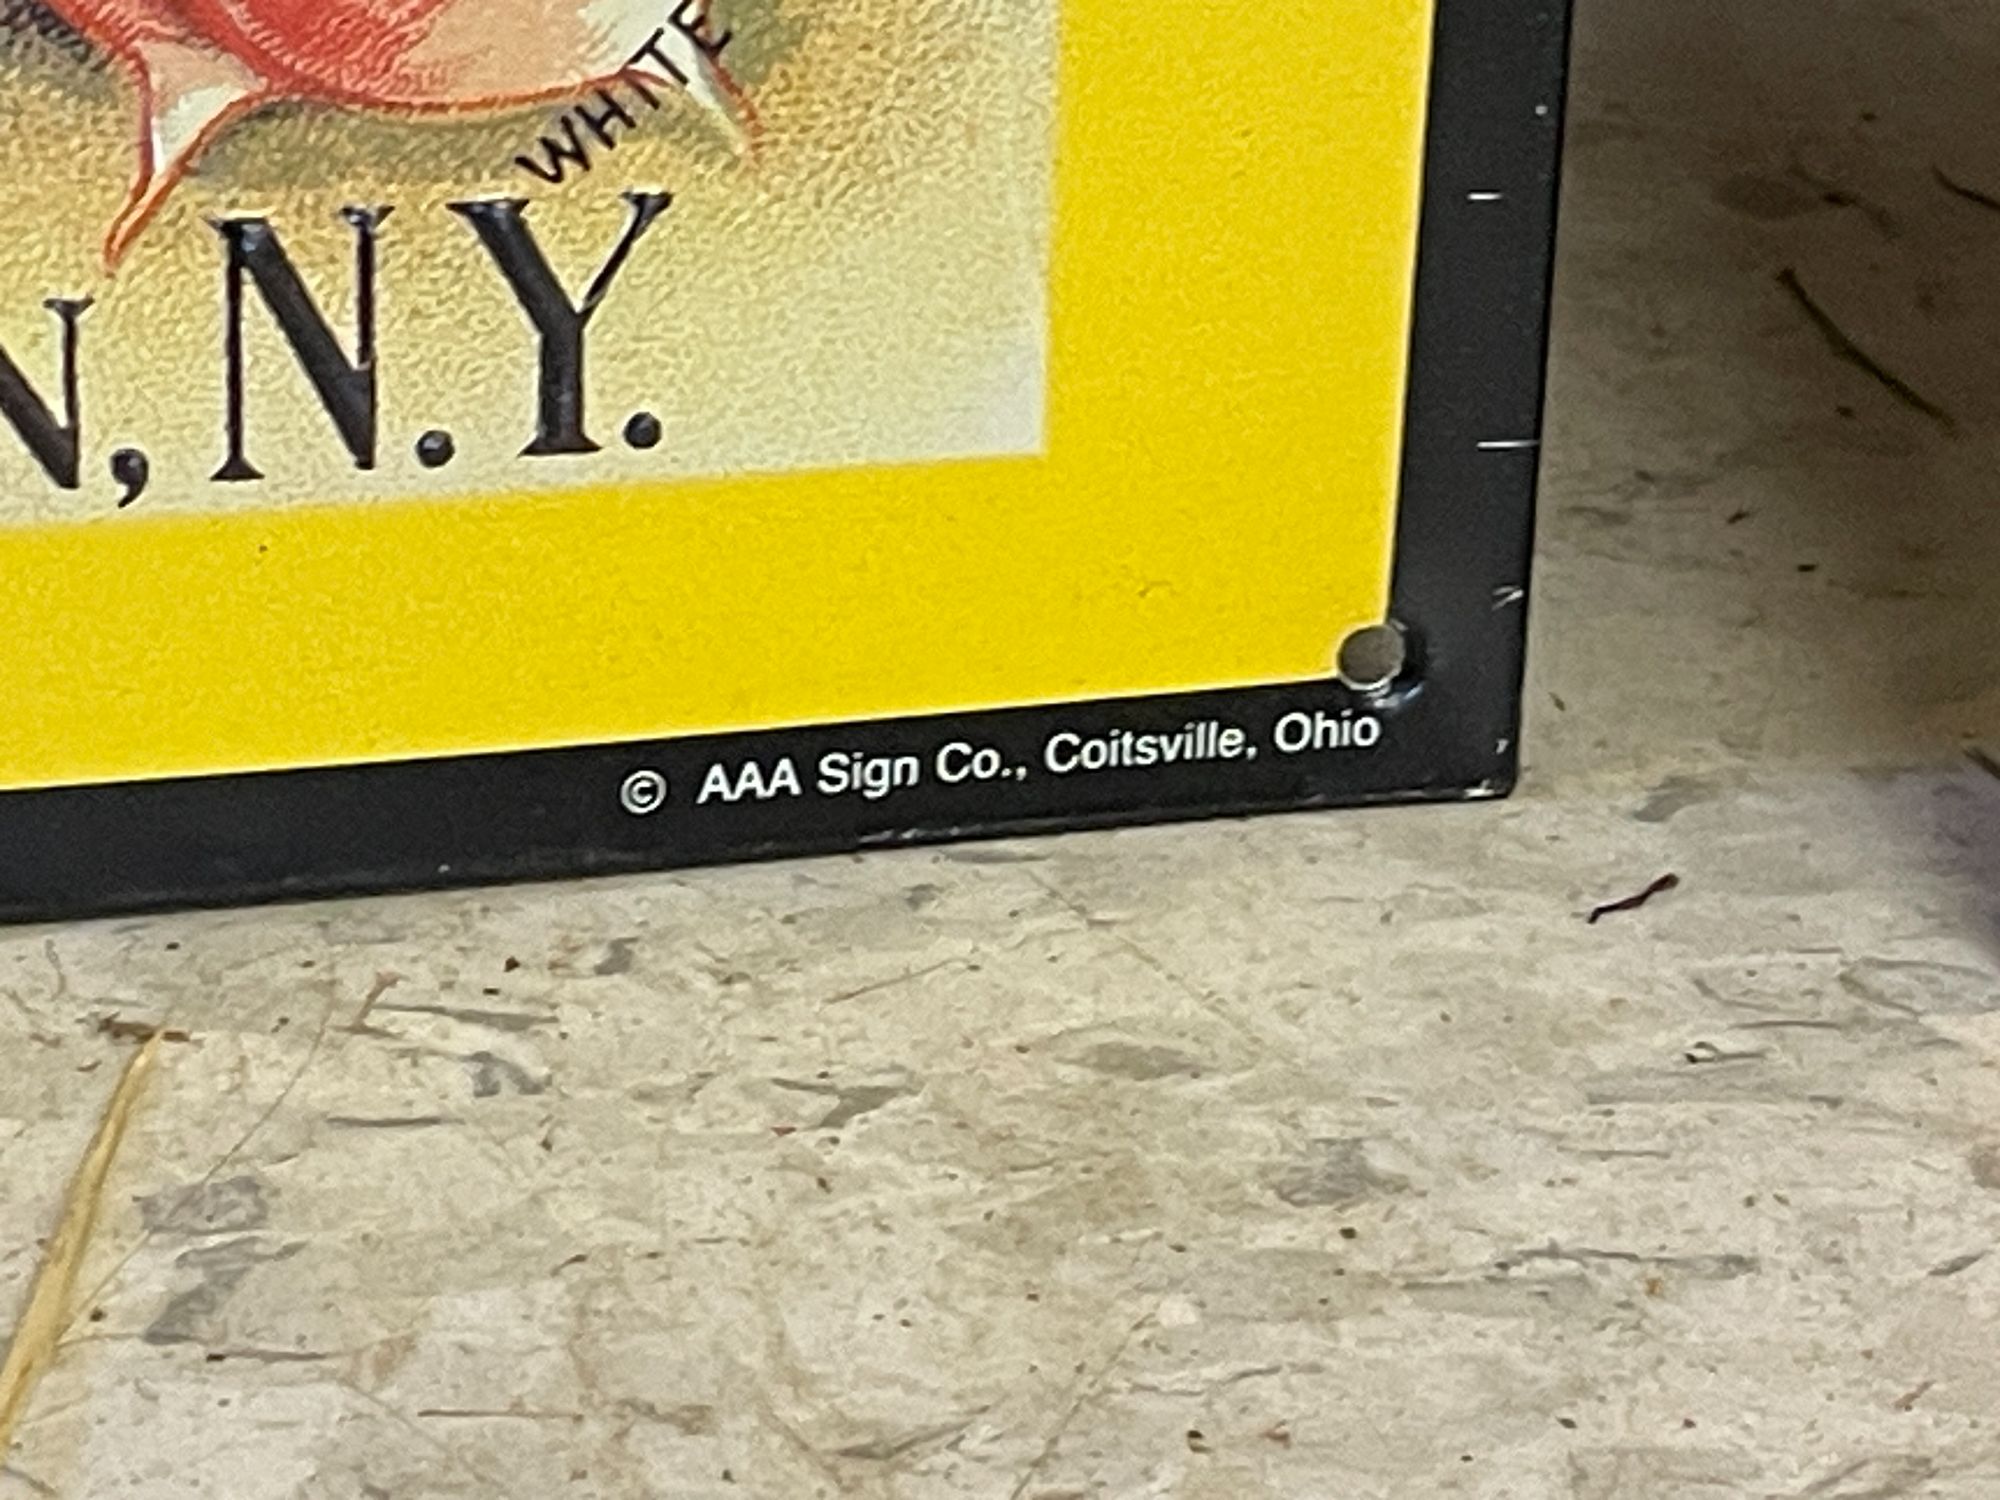 WHITE
N, N.Y.
© AAA Sign Co., Coitsville, Ohio